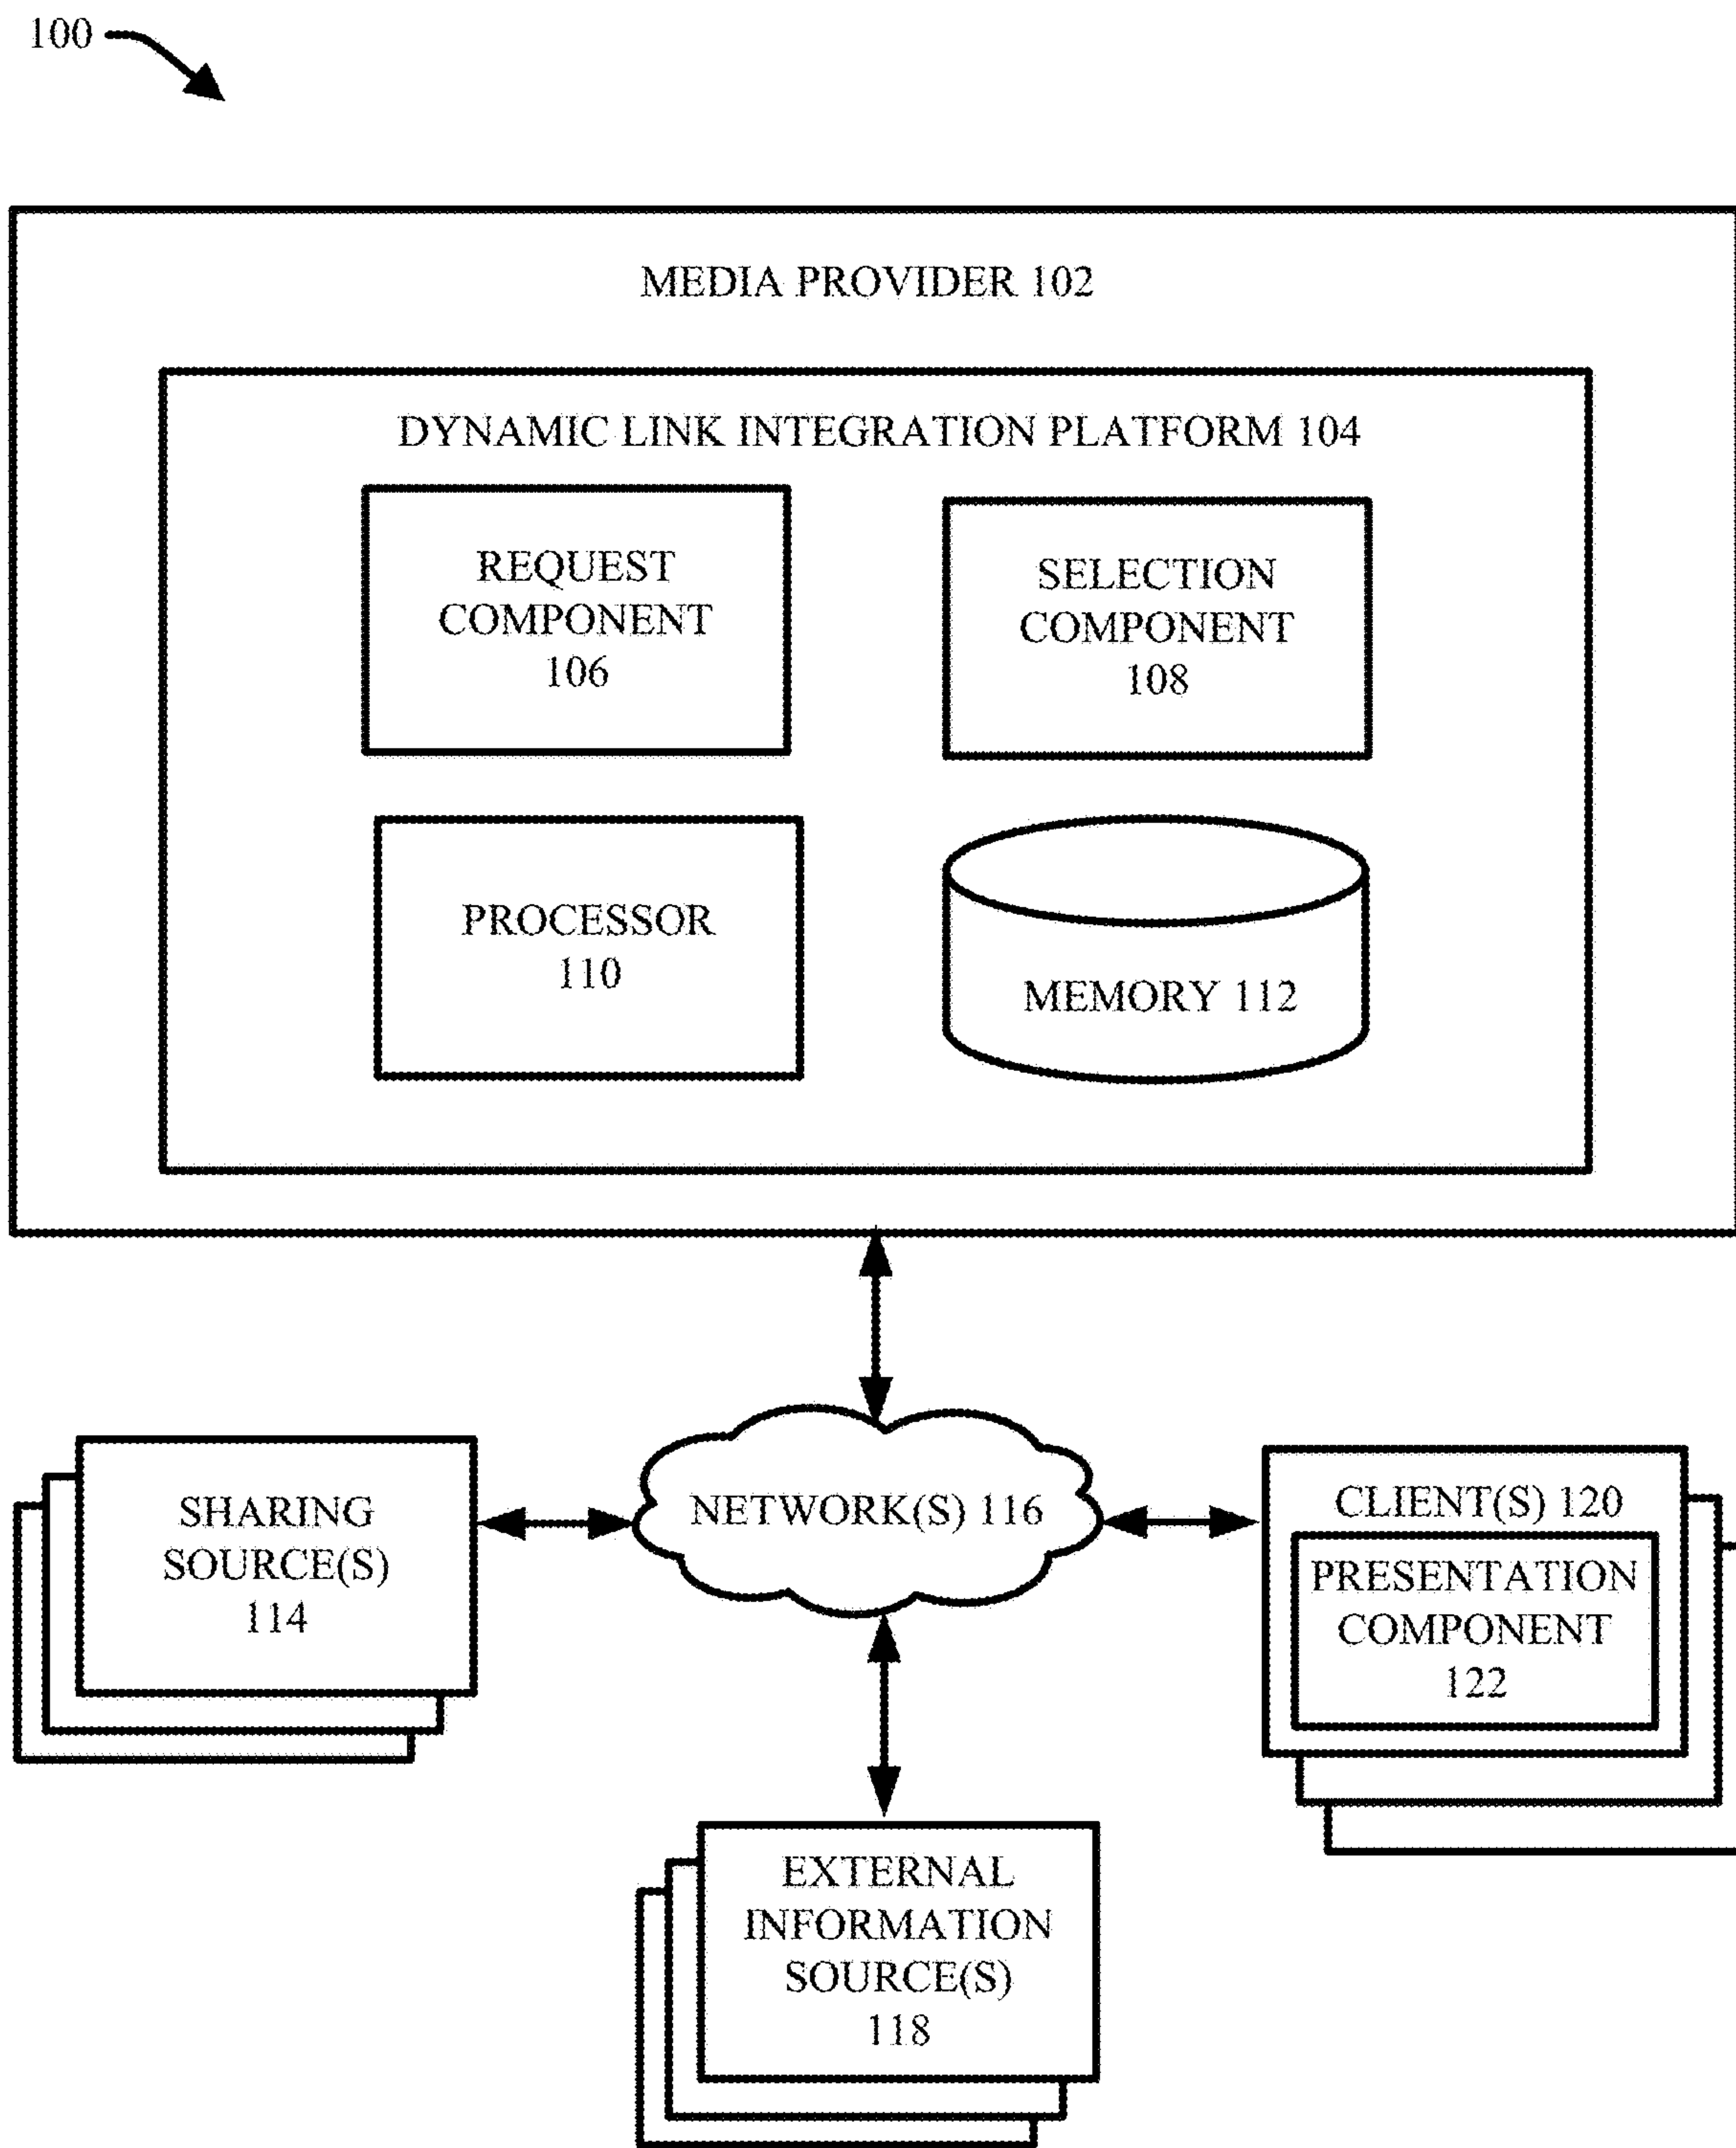 100
MEDIA PROVIDER 102
DYNAMIC LINK INTEGRATION PLATFORM 104
REQUEST
COMPONENT
106
SELECTION
COMPONENT
108
PROCESSOR
110
MEMORY 112
SHARING
SOURCE(S)
114
NETWORK(S) 116
CLIENT(S) 120
PRESENTATION
COMPONENT
122
EXTERNAL
INFORMATION
SOURCE(S)
118